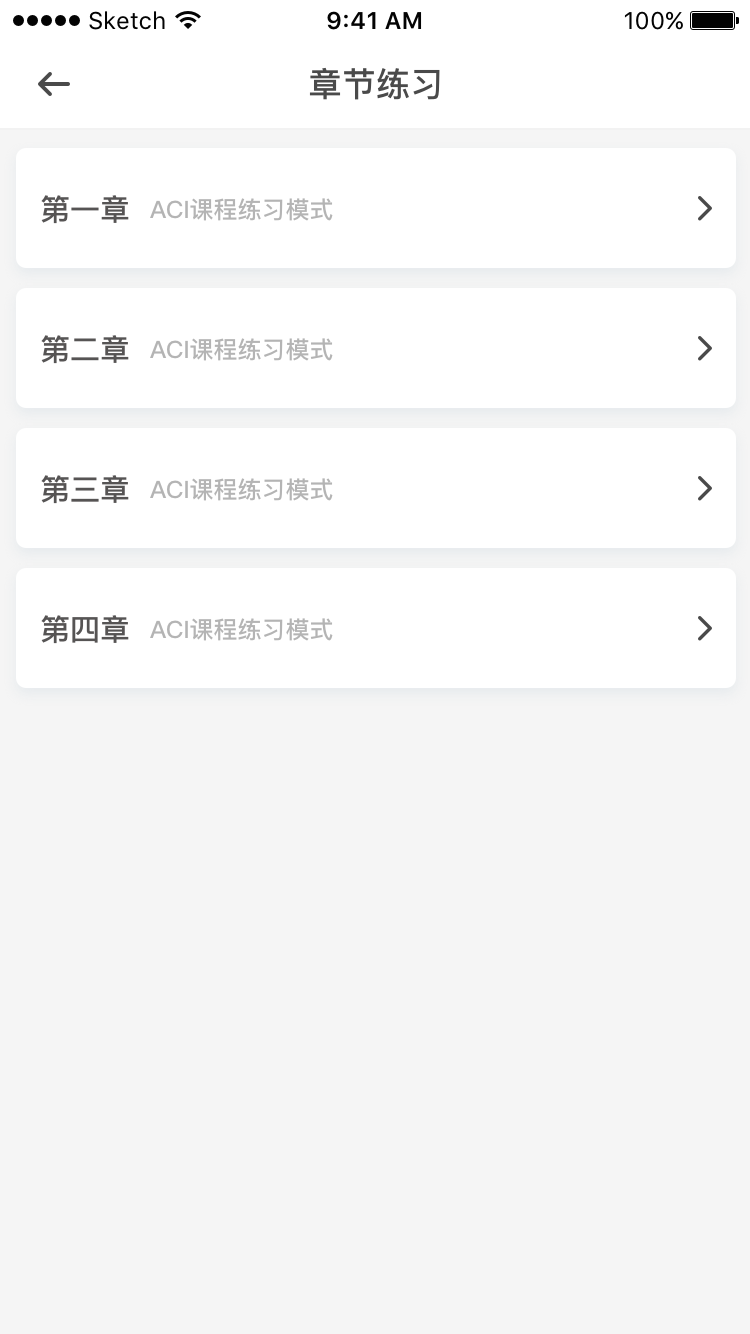 Sketch 9:41 AM 100%
章节练习
第一章 ACI课程练习模式
第二章 ACI课程练习模式
第三章 ACI课程练习模式
第四章 ACI课程练习模式